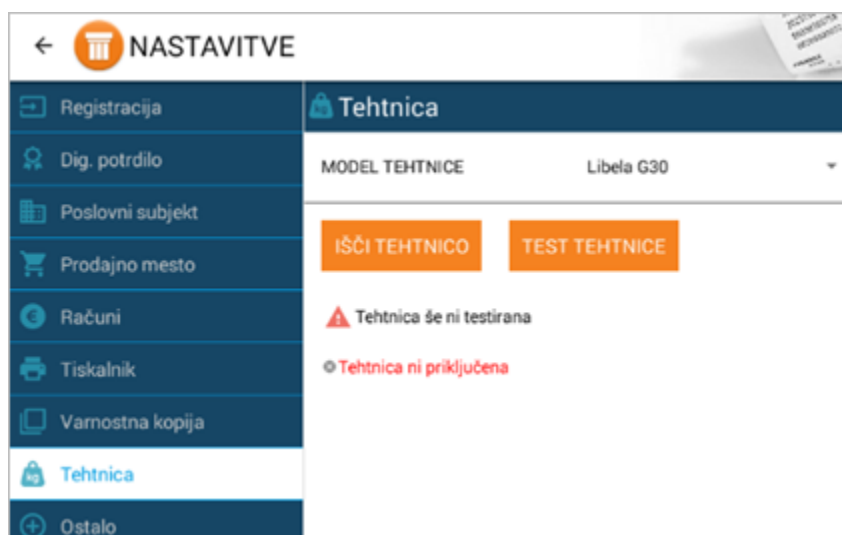 NASTAVITVE
Registracija
Dig. potrdilo
Poslovni subjekt
Prodajno mesto
Računi
Tiskalnik
Varnostna kopija
Tehtnica
Ostalo
Tehtnica
MODEL TEHTNICE Libela G30
IŠČI TEHTNICO TEST TEHTNICE
Tehtnica še ni testirana
Tehtnica ni priključena